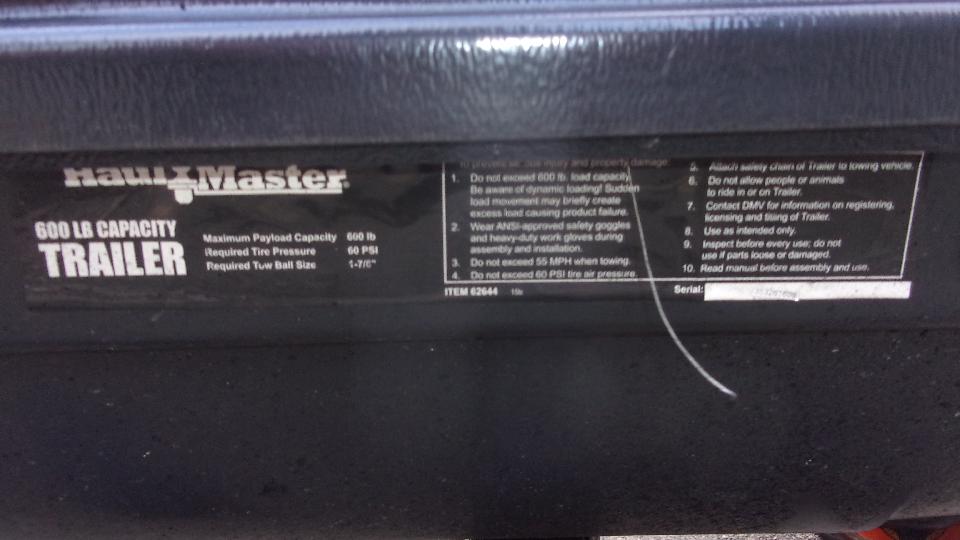 Haul Master
600 LB CAPACITY
TRAILER
Maximum Payload Capacity 600 lb
Required Tire Pressure 60 PSI
Required Tow Ball Size 1-7/8"
injury and property damage:
1. Do not exceed 600 lb. load capacity.
Be aware of dynamic loading! Sudden
load movement may briefly create
excess load causing product failure.
2. Wear ANSI-approved safety goggles
and heavy-duty work gloves during
assembly and installation.
3. Do not exceed 55 MPH when towing.
4. Do not exceed 60 PSI tire air pressure.
5. Attach safety chain of Trailer to towing vehicle.
6. Do not allow people or animals
to ride in or on Trailer.
7. Contact DMV for information on registering,
licensing and titling of Trailer.
8. Use as intended only.
9. Inspect before every use; do not
use if parts loose or damaged.
10. Read manual before assembly and use.
ITEM 62644
Serial: